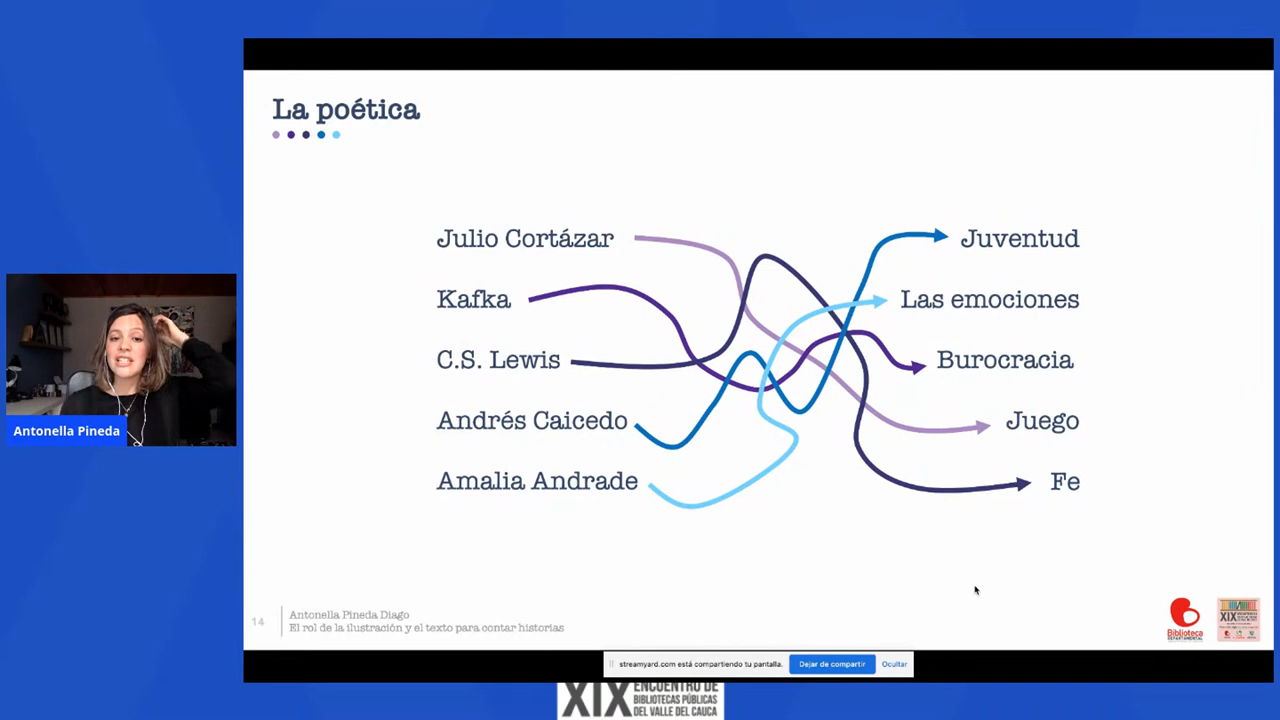 La poética
Julio Cortázar
Juventud
Kafka
Las emociones
C.S. Lewis
Burocracia
Andrés Caicedo
Juego
Amalia Andrade
Fe
Antonella Pineda
14
Antonella Pineda Diago
El rol de la ilustración y el texto para contar historias
Biblioteca
DEPARTAMENTAL
XIX
streamyard.com está compartiendo tu pantalla.
Dejar de compartir
Ocultar
XIX
ENCUENTRO DE
BIBLIOTECAS PÚBLICAS
DEL VALLE DEL CAUCA